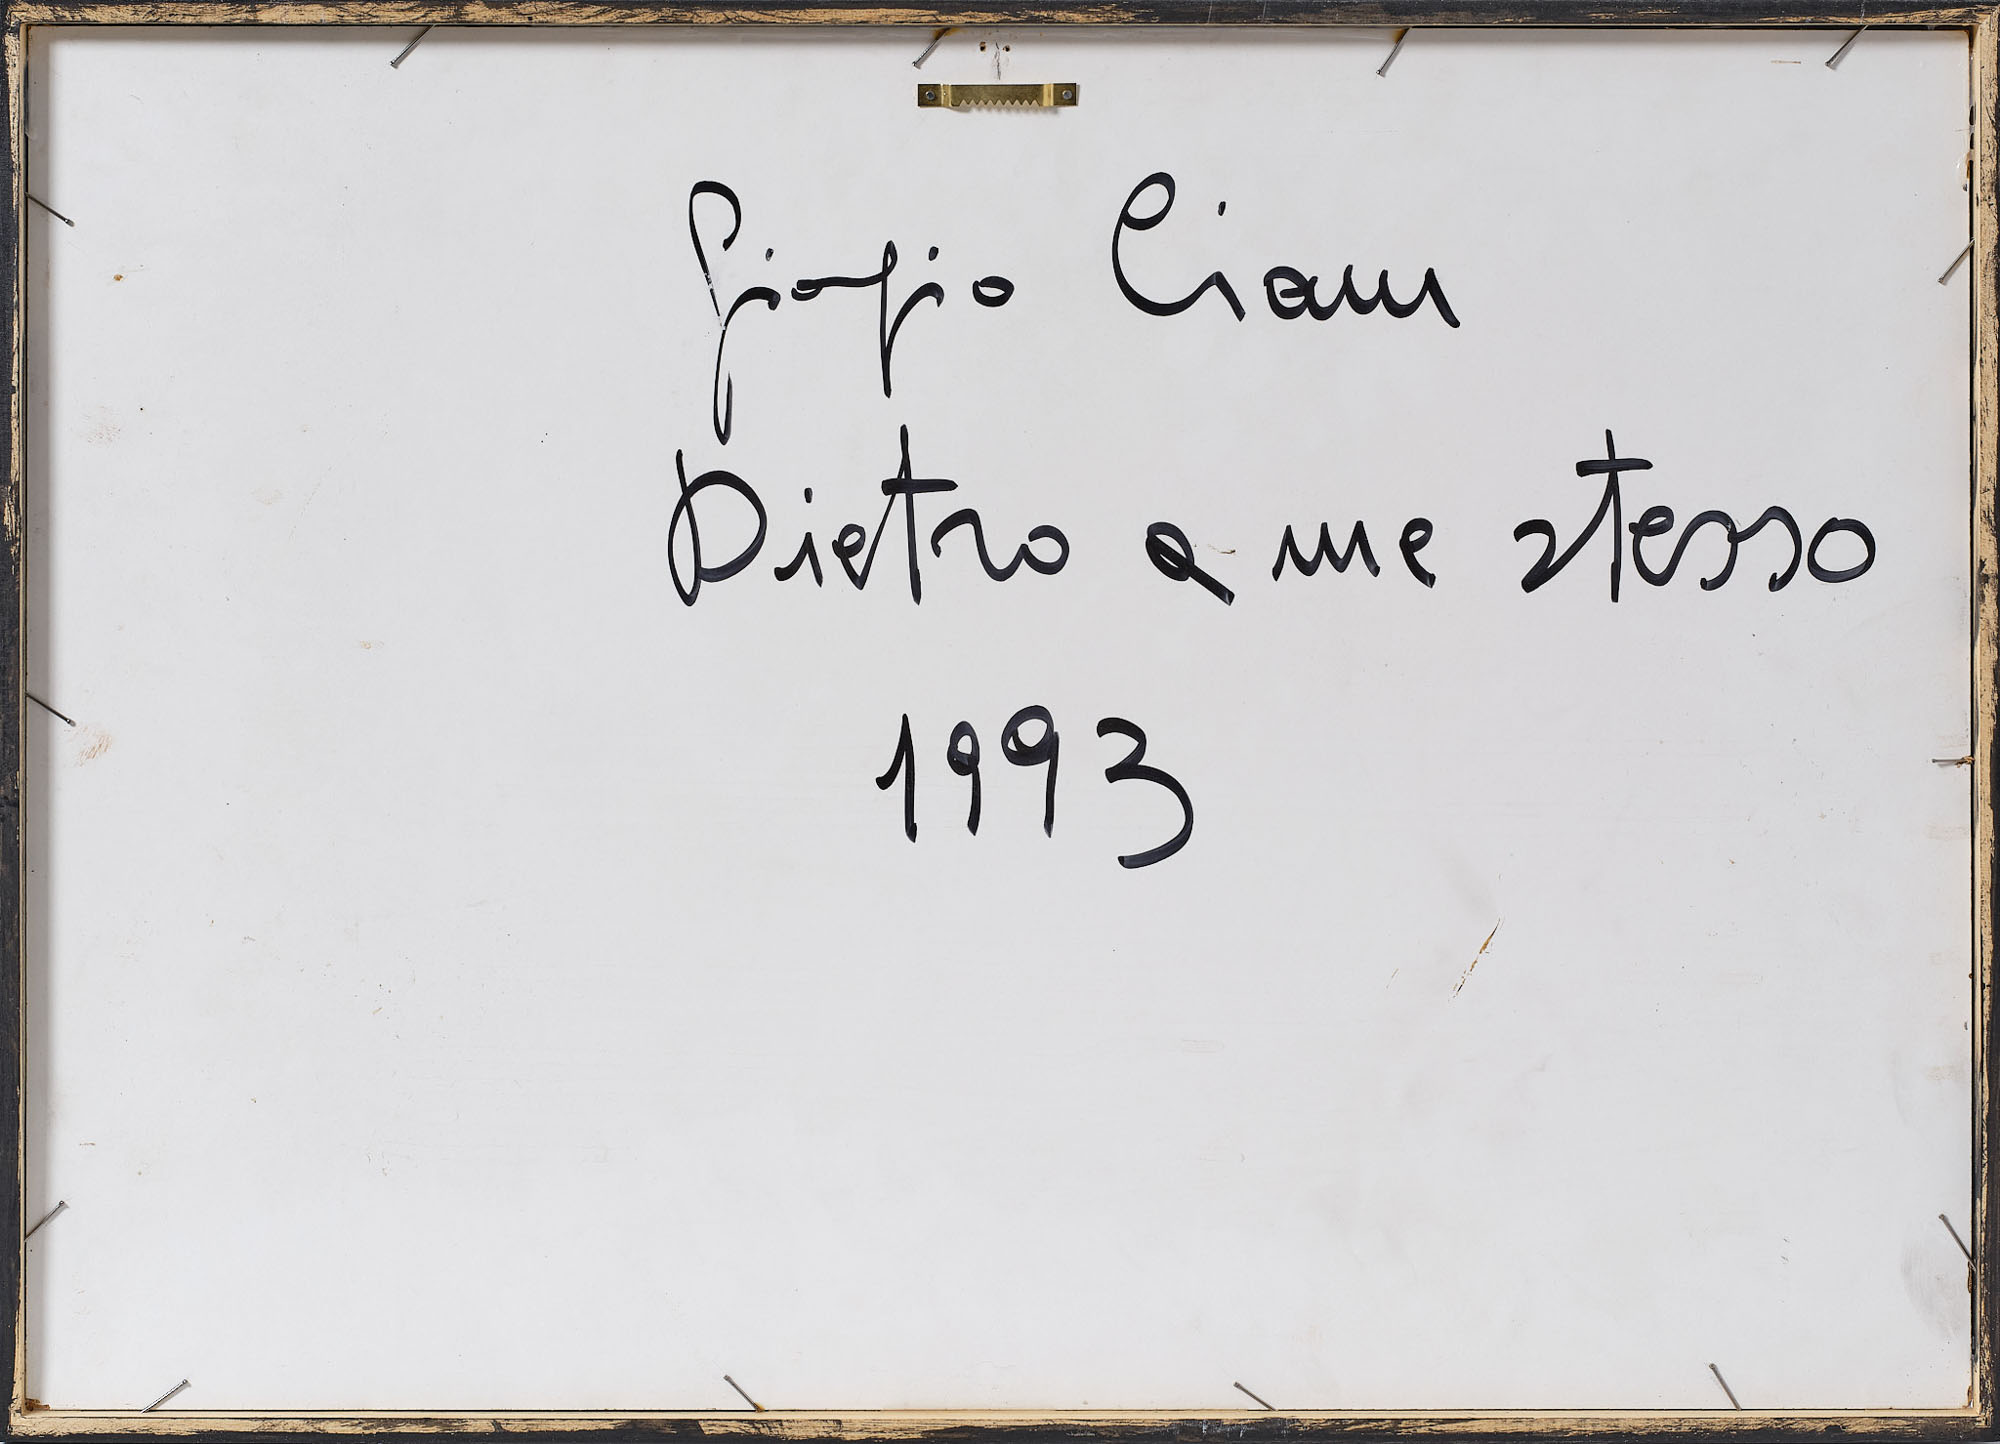 Giorgio Ciam
Dietro a me stesso
1993